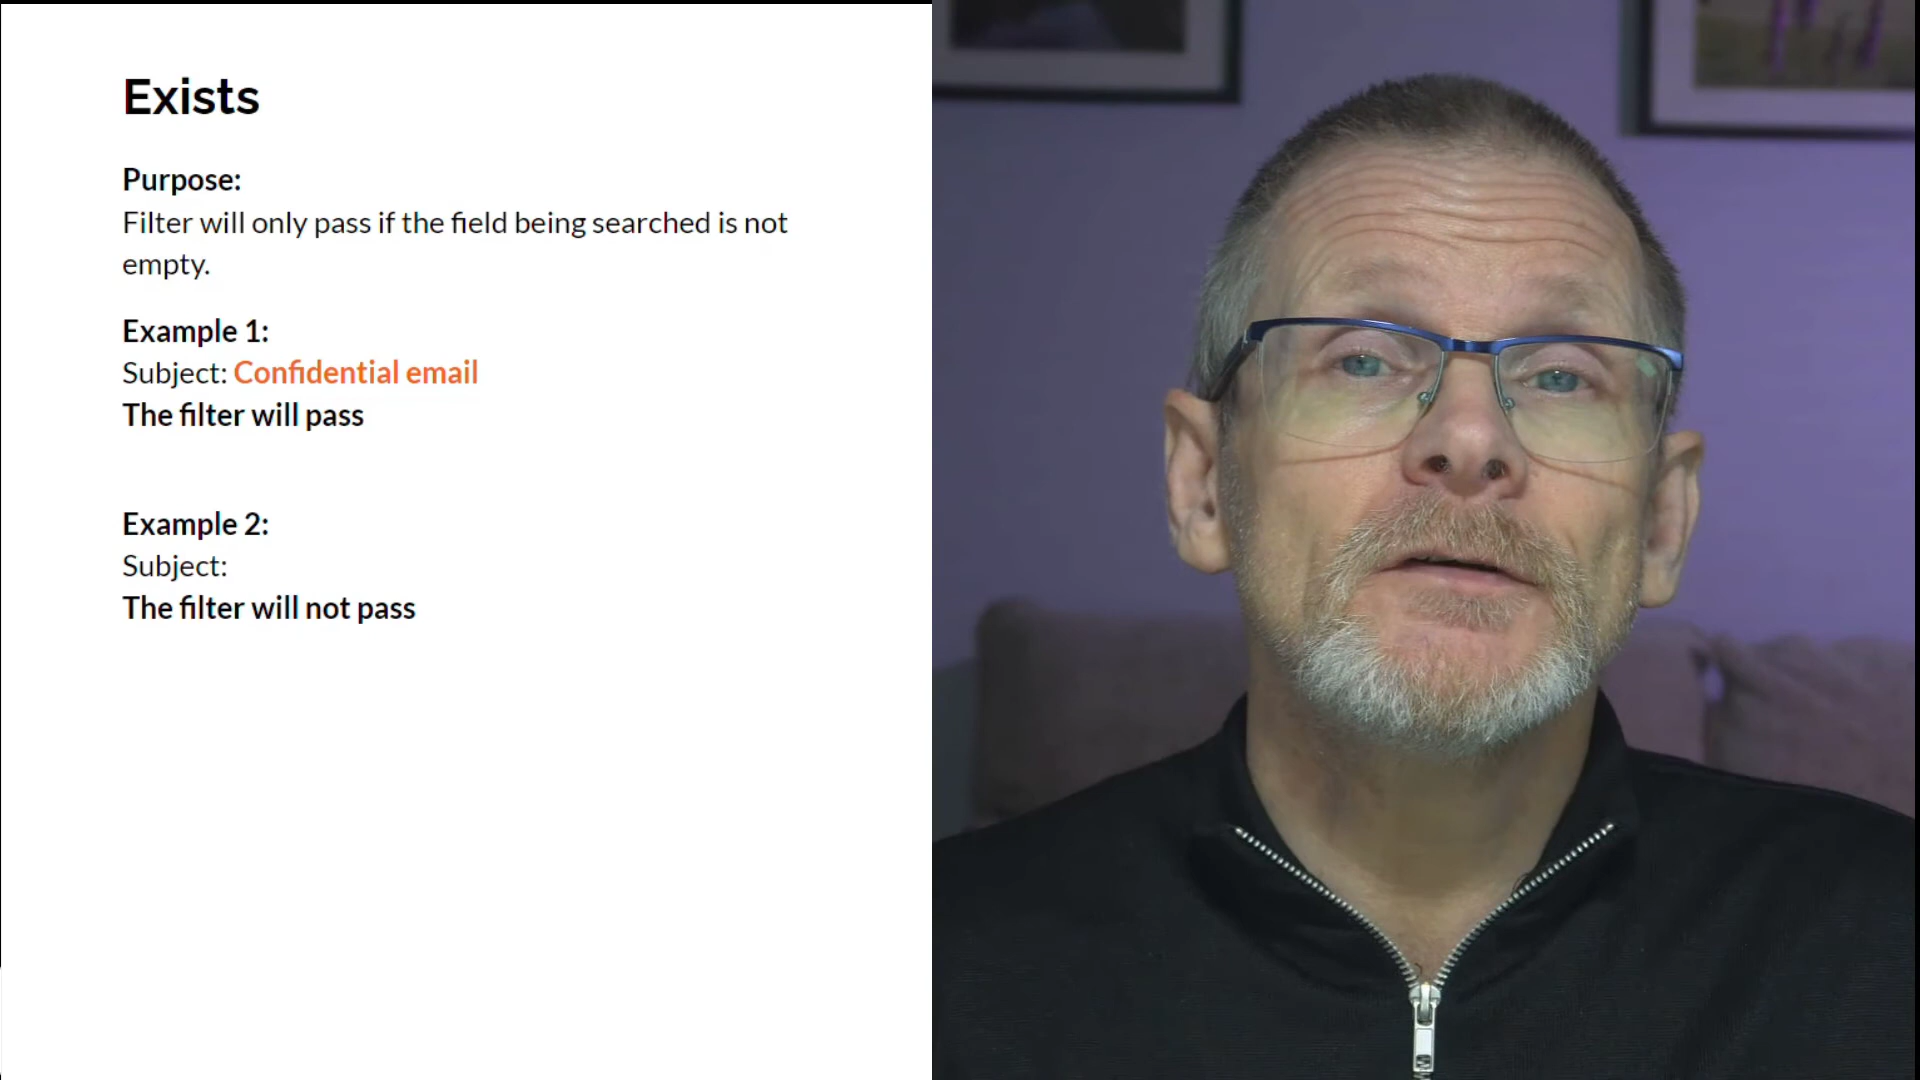 Exists
Purpose:
Filter will only pass if the field being searched is not
empty.
Example 1:
Subject: Confidential email
The filter will pass
Example 2:
Subject:
The filter will not pass